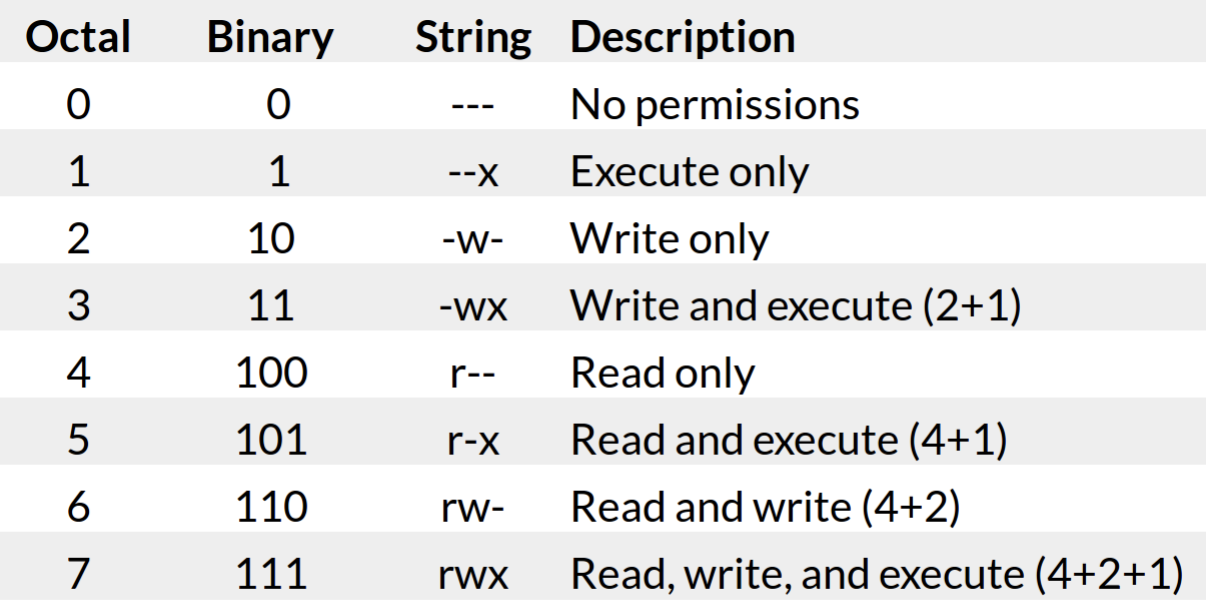 Octal Binary String Description
0 0 --- No permissions
1 1 --x Execute only
2 10 -w- Write only
3 11 -wx Write and execute (2+1)
4 100 r-- Read only
5 101 r-x Read and execute (4+1)
6 110 rw- Read and write (4+2)
7 111 rwx Read, write, and execute (4+2+1)